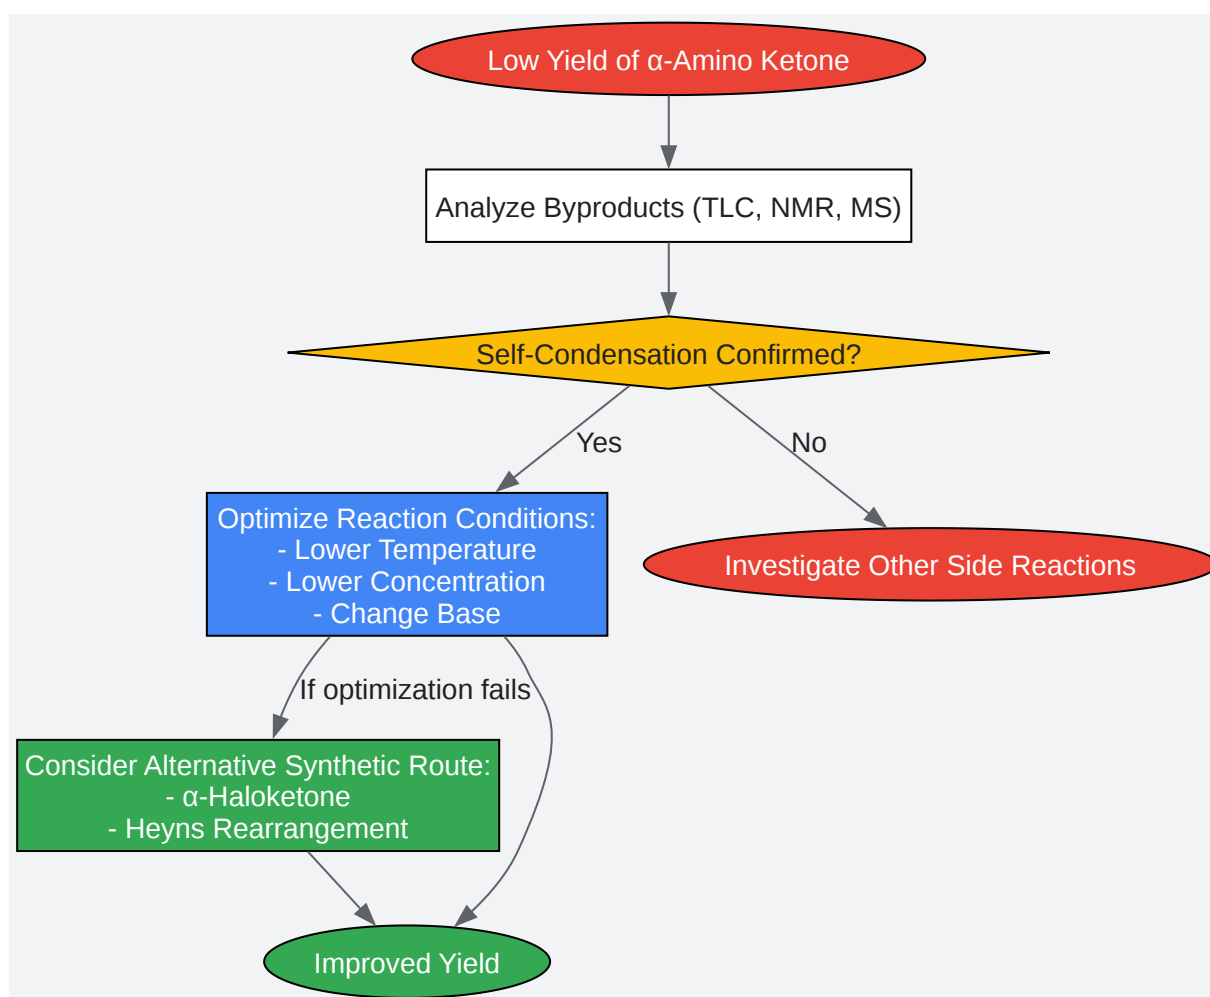 Low Yield of α-Amino Ketone
Analyze Byproducts (TLC, NMR, MS)
Self-Condensation Confirmed?
Yes
No
Optimize Reaction Conditions:
- Lower Temperature
- Lower Concentration
- Change Base
Investigate Other Side Reactions
If optimization fails
Consider Alternative Synthetic Route:
- α-Haloketone
- Heyns Rearrangement
Improved Yield